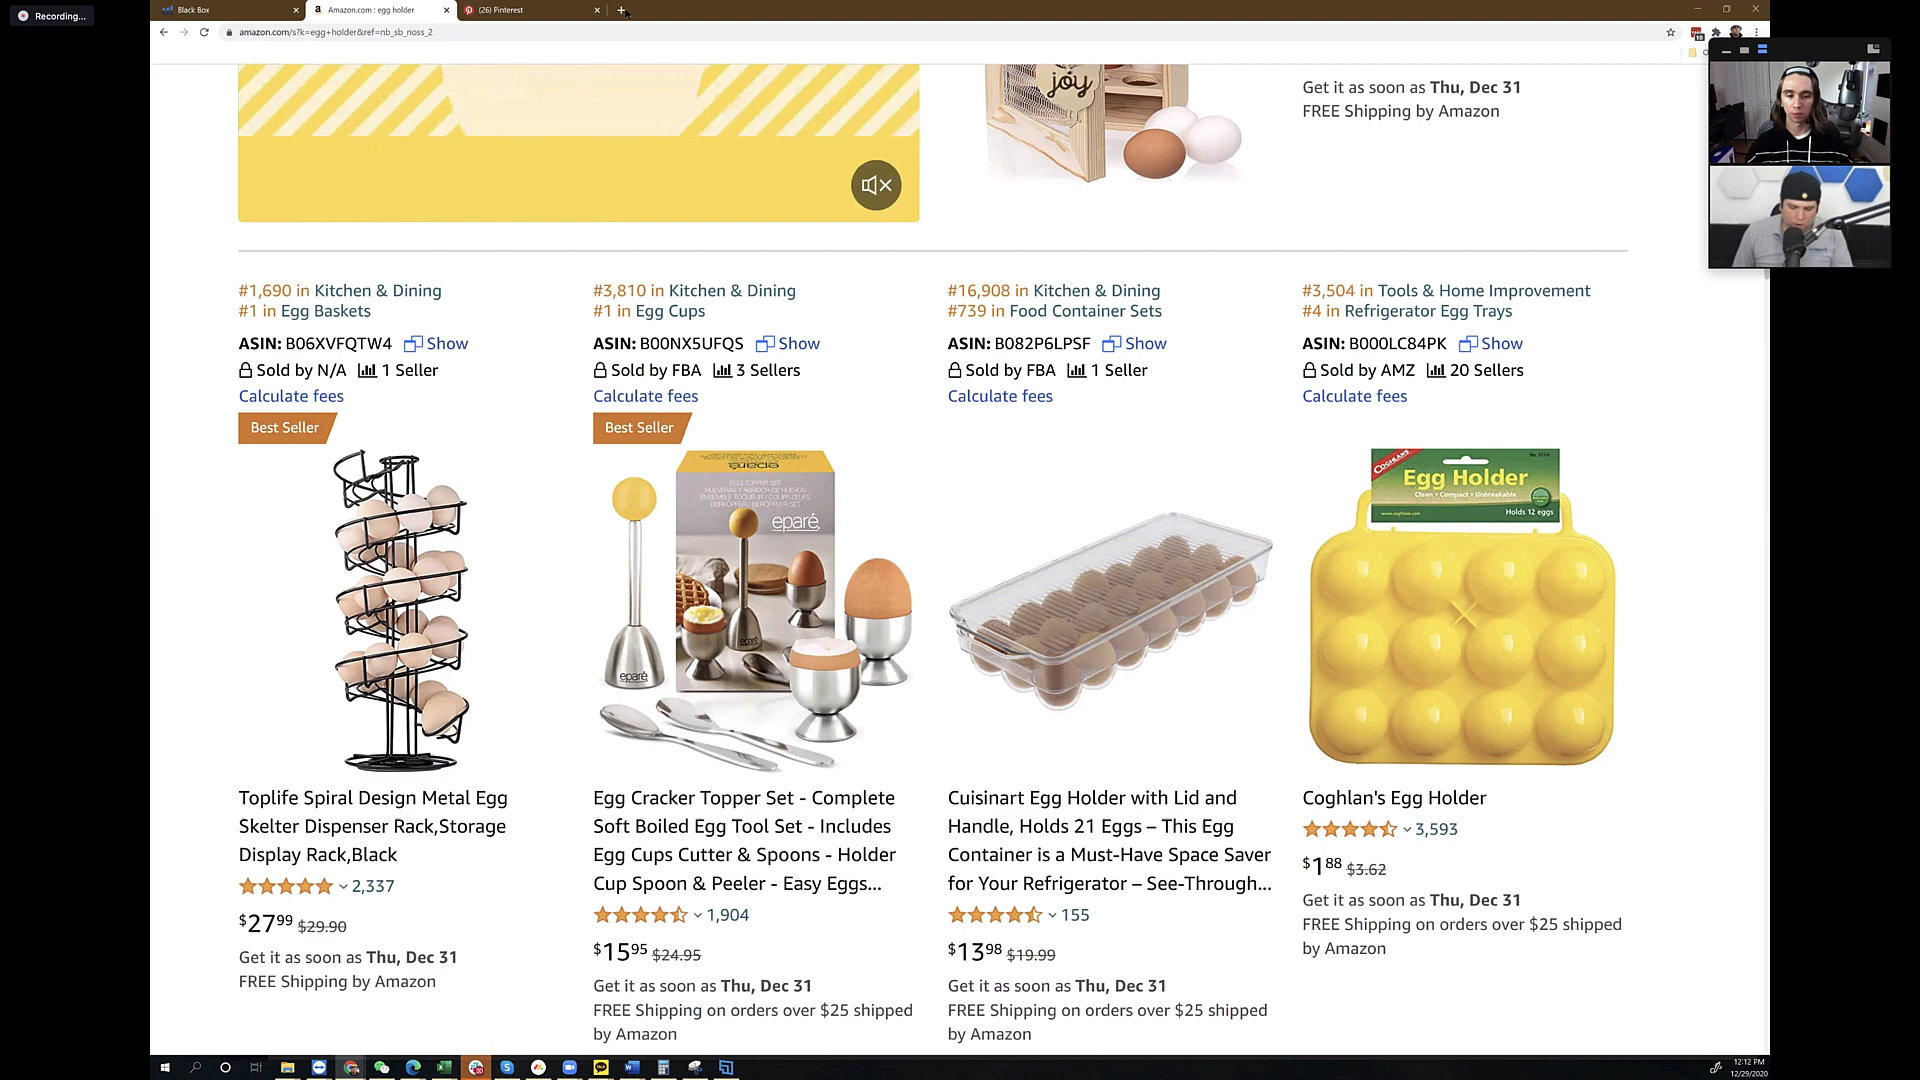 Recording...
Black Box
Amazon.com : egg holder
(26) Pinterest
amazon.com/s?k=egg+holder&ref=nb_sb_noss_2
joy
Get it as soon as Thu, Dec 31
FREE Shipping by Amazon
#1,690 in Kitchen & Dining
#1 in Egg Baskets
ASIN: B06XVFQTW4 Show
Sold by N/A 1 Seller
Calculate fees
Best Seller
Toplife Spiral Design Metal Egg
Skelter Dispenser Rack,Storage
Display Rack,Black
2,337
$27.99 $29.90
Get it as soon as Thu, Dec 31
FREE Shipping by Amazon
#3,810 in Kitchen & Dining
#1 in Egg Cups
ASIN: B00NX5UFQS Show
Sold by FBA 3 Sellers
Calculate fees
Best Seller
eparé
EGG TOPPER SET
eparé
eparé
eparé
Egg Cracker Topper Set - Complete
Soft Boiled Egg Tool Set - Includes
Egg Cups Cutter & Spoons - Holder
Cup Spoon & Peeler - Easy Eggs...
1,904
$15.95 $24.95
Get it as soon as Thu, Dec 31
FREE Shipping on orders over $25 shipped
by Amazon
#16,908 in Kitchen & Dining
#739 in Food Container Sets
ASIN: B082P6LPSF Show
Sold by FBA 1 Seller
Calculate fees
Cuisinart Egg Holder with Lid and
Handle, Holds 21 Eggs – This Egg
Container is a Must-Have Space Saver
for Your Refrigerator – See-Through...
155
$13.98 $19.99
Get it as soon as Thu, Dec 31
FREE Shipping on orders over $25 shipped
by Amazon
#3,504 in Tools & Home Improvement
#4 in Refrigerator Egg Trays
ASIN: B000LC84PK Show
Sold by AMZ 20 Sellers
Calculate fees
COGHLAN'S
Egg Holder
Clean • Compact • Unbreakable
Holds 12 eggs
Coghlan's Egg Holder
3,593
$1.88 $3.62
Get it as soon as Thu, Dec 31
FREE Shipping on orders over $25 shipped
by Amazon
12:12 PM
12/29/2020